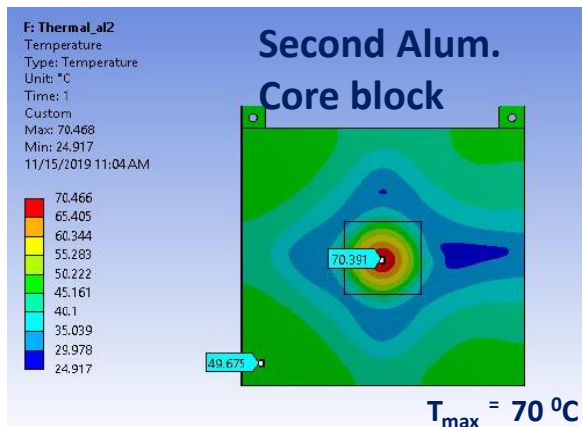 F: Thermal_al2
Temperature
Type: Temperature
Unit: °C
Time: 1
Custom
Max: 70.468
Min: 24.917
11/15/2019 11:04 AM
Second Alum.
Core block
70.466
65.405
60.344
55.283
50.222
45.161
40.1
35.039
29.978
24.917
70.391
49.675
Tmax = 70 ⁰C